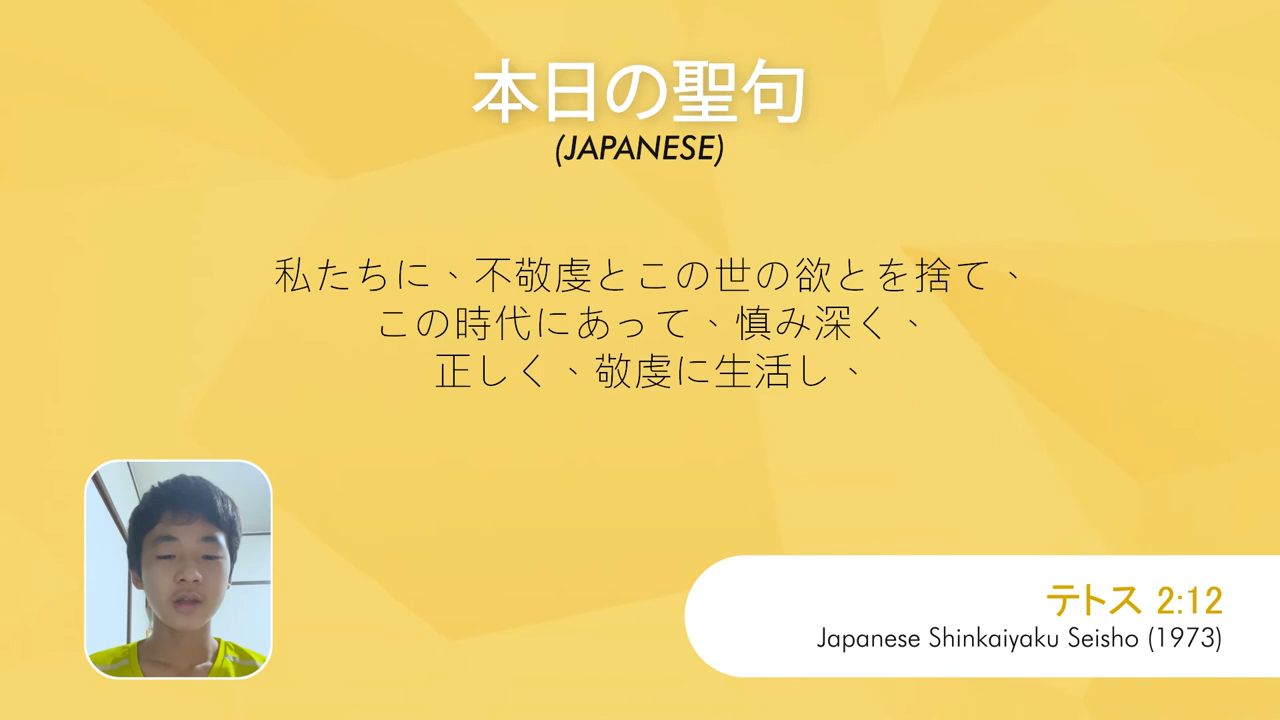 本日の聖句
(JAPANESE)
私たちに、不敬虔とこの世の欲とを捨て、
この時代にあって、慎み深く、
正しく、敬虔に生活し、
テトス 2:12
Japanese Shinkaiyaku Seisho (1973)